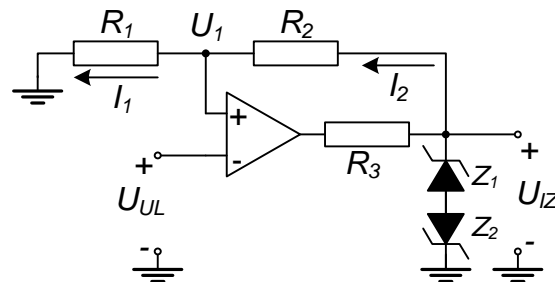 R1 U1 R2
I1 I2
+
-
R3
+
UUL
-
Z1
Z2
+
UIZ
-